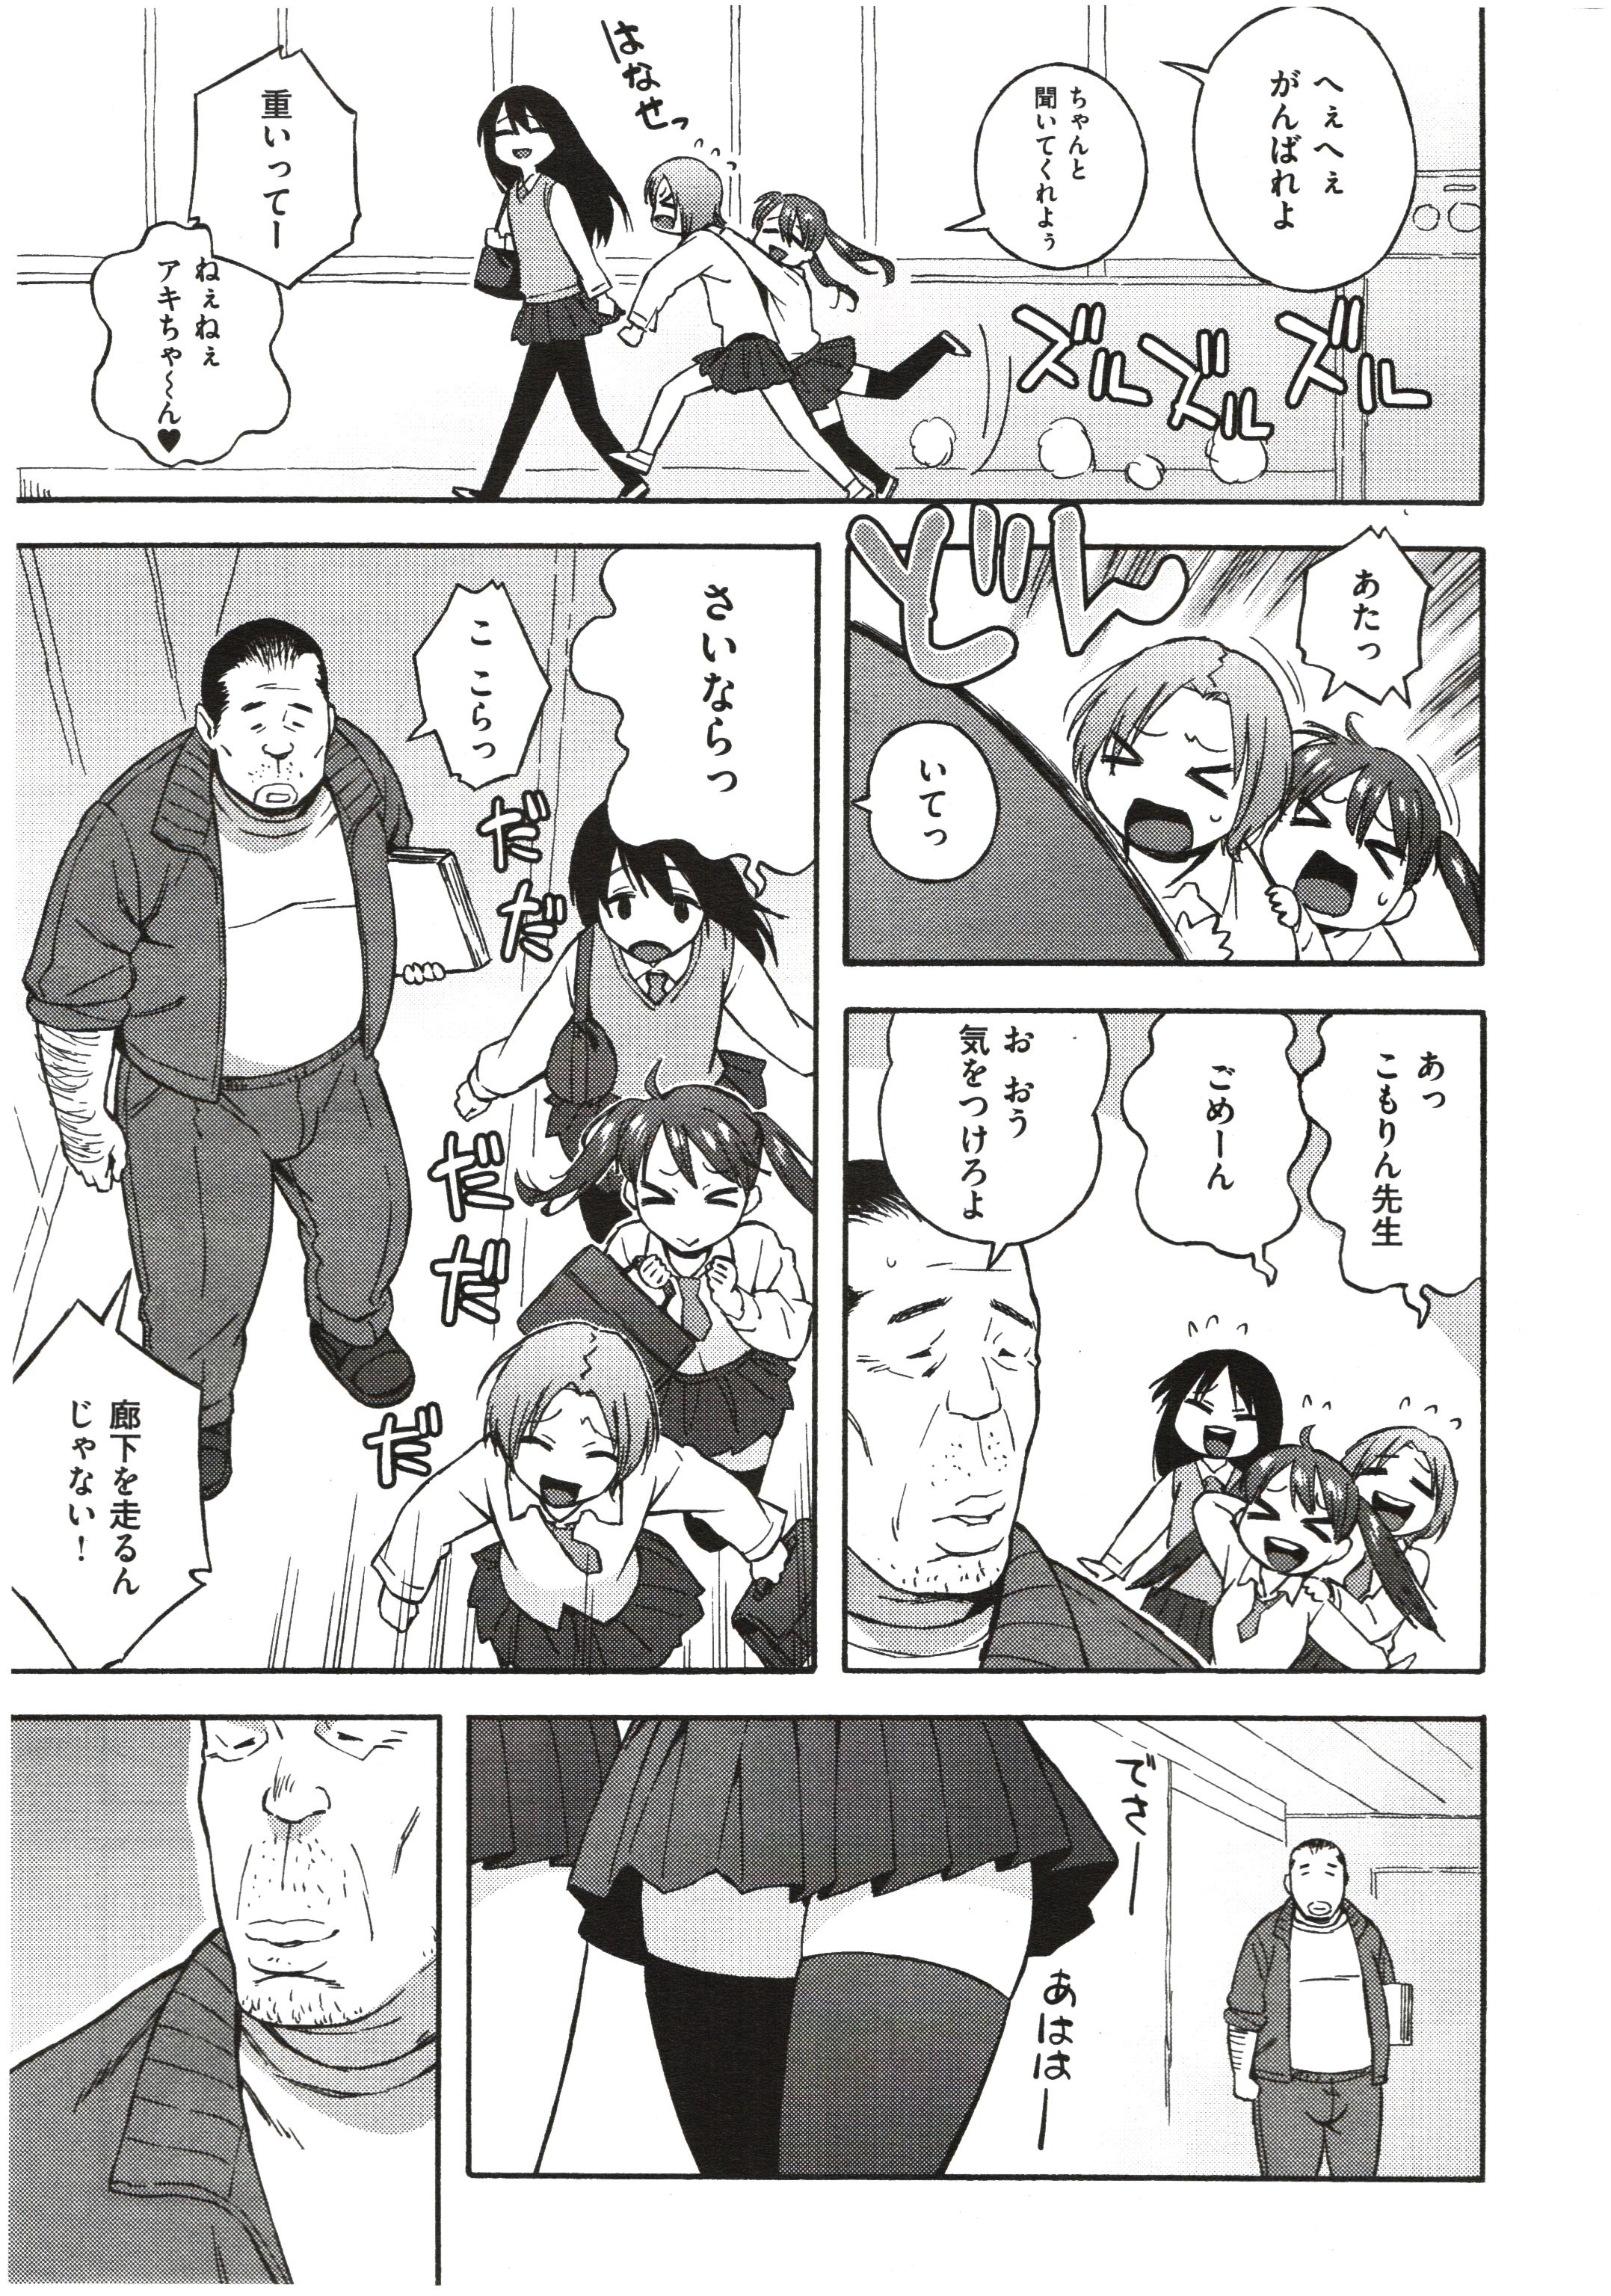 へぇへぇ
がんばれよ
ちゃんと
聞いてくれよぅ
はなせっ
重いってー
ねぇねぇ
アキちゃ〜ん♥
ズルズルズル
あたっ
どしん
いてっ
あっ
こもりん先生
ごめーん
お おう
気をつけろよ
さいならっ
こ こらっ
だだ
だだ
だ
廊下を走るん
じゃない！
でさー
あはは